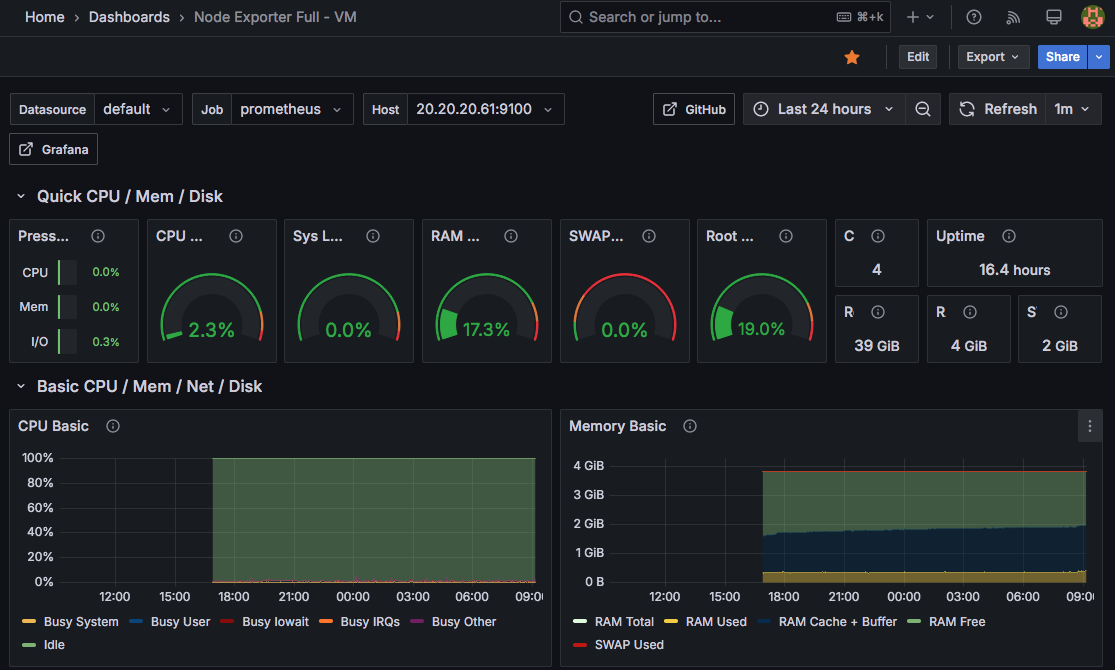 Home › Dashboards › Node Exporter Full - VM
Search or jump to...
⌘+k
Edit
Export
Share
Datasource default
Job prometheus
Host 20.20.20.61:9100
GitHub
Last 24 hours
Refresh 1m
Grafana
Quick CPU / Mem / Disk
Press...
CPU 0.0%
Mem 0.0%
I/O 0.3%
CPU ...
2.3%
Sys L...
0.0%
RAM ...
17.3%
SWAP...
0.0%
Root ...
19.0%
C
4
Uptime
16.4 hours
R
39 GiB
R
4 GiB
S
2 GiB
Basic CPU / Mem / Net / Disk
CPU Basic
100%
80%
60%
40%
20%
0%
12:00 15:00 18:00 21:00 00:00 03:00 06:00 09:0
Busy System Busy User Busy Iowait Busy IRQs Busy Other
Idle
Memory Basic
4 GiB
3 GiB
2 GiB
1 GiB
0 B
12:00 15:00 18:00 21:00 00:00 03:00 06:00 09:0
RAM Total RAM Used RAM Cache + Buffer RAM Free
SWAP Used